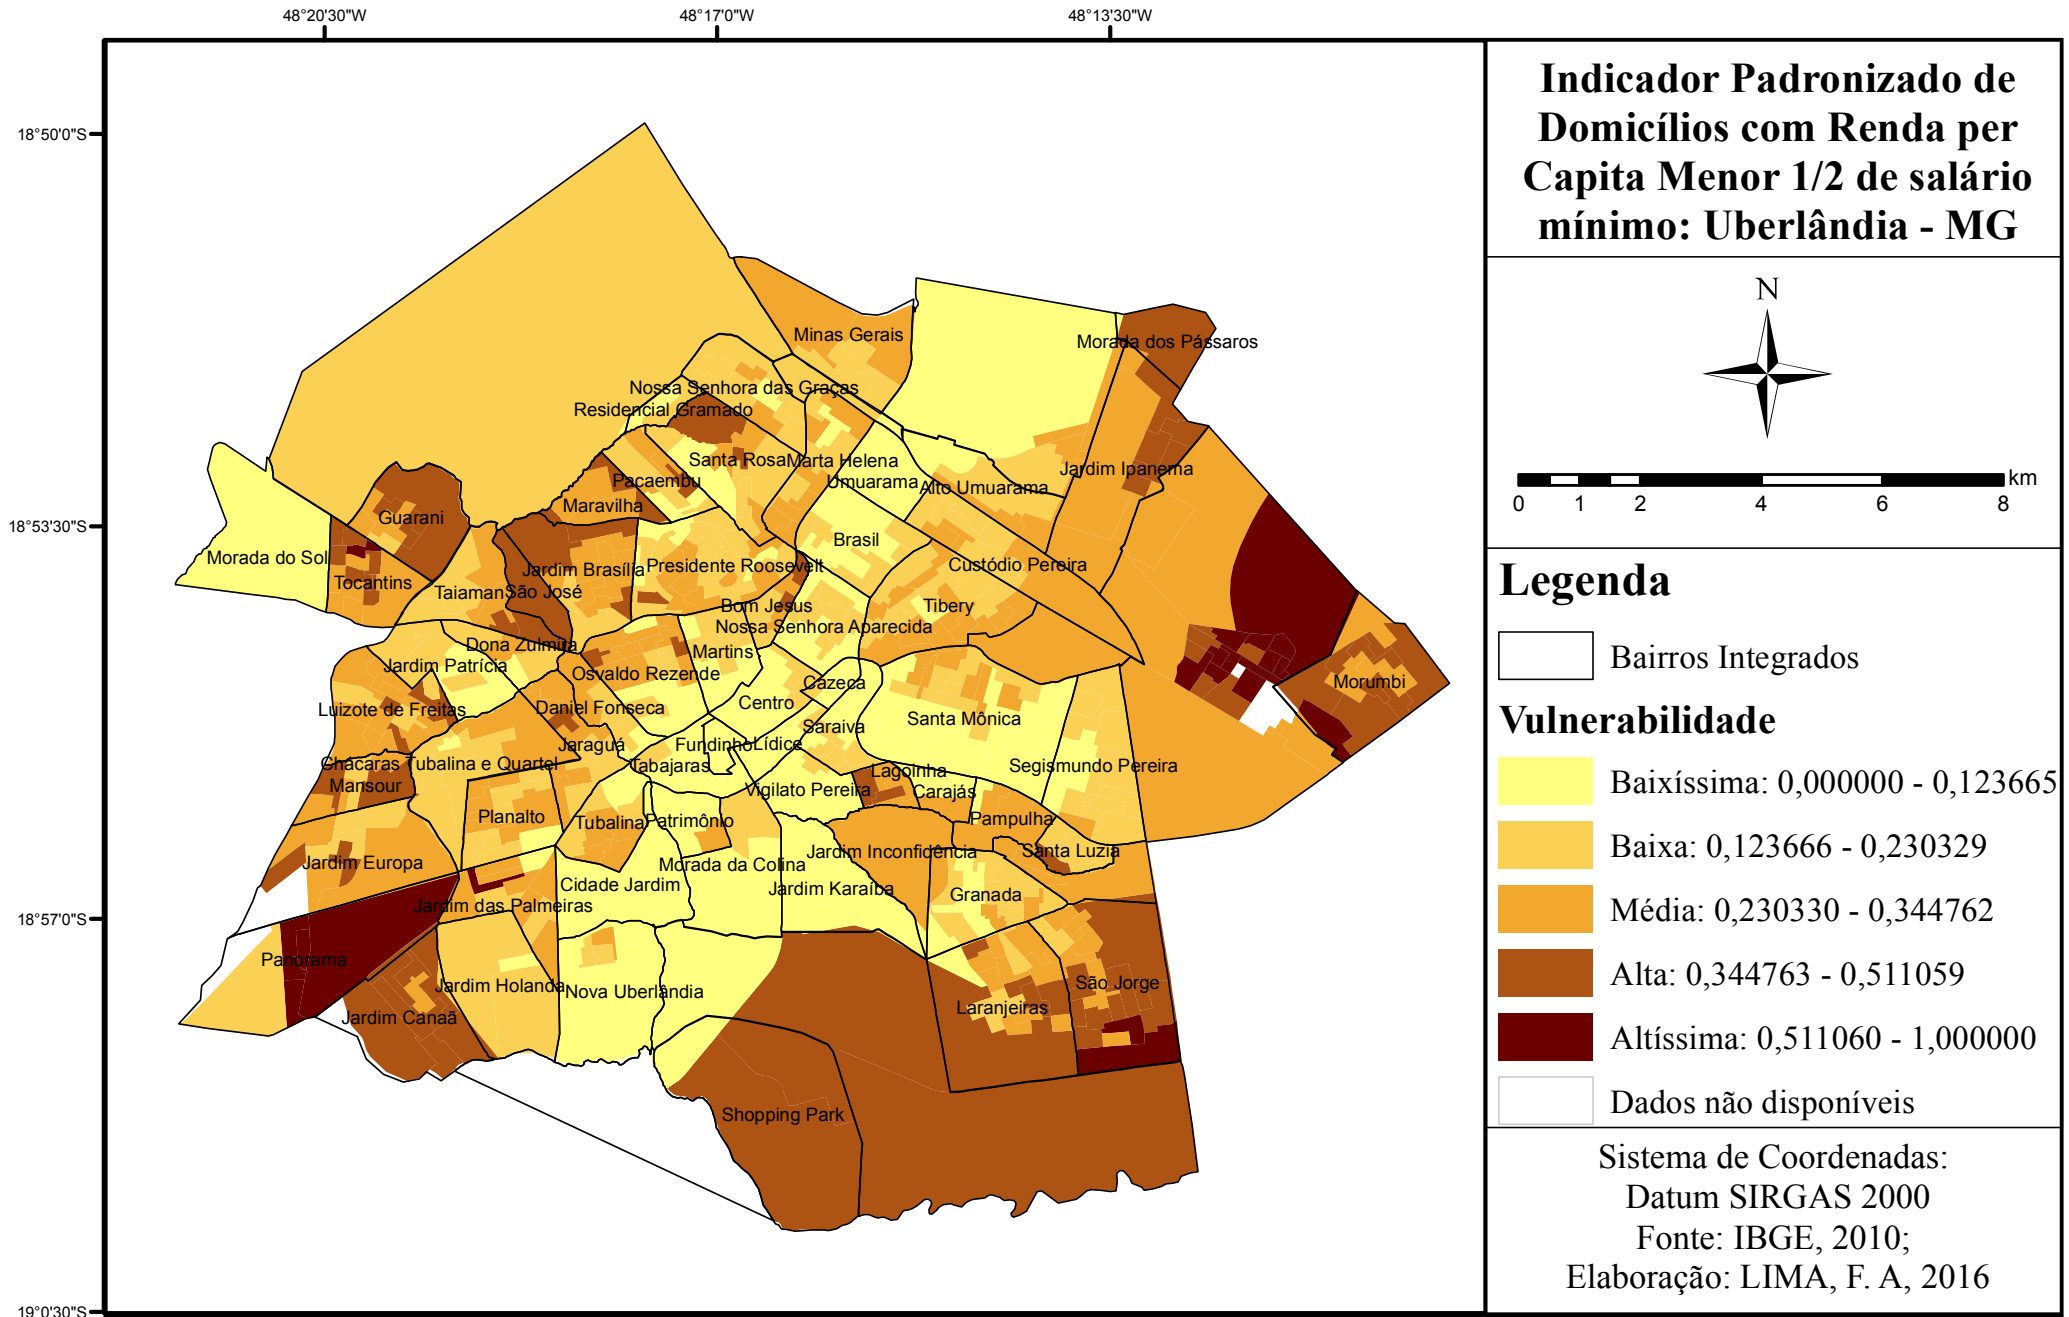 48°20'30"W
48°17'0"W
48°13'30"W
18°50'0"S
18°53'30"S
18°57'0"S
19°0'30"S
Minas Gerais
Morada dos Pássaros
Nossa Senhora das Graças
Residencial Gramado
Santa Rosa
Marta Helena
Jardim Ipanema
Pacaembu
Umuarama
Alto Umuarama
Maravilha
Guarani
Brasil
Morada do Sol
Jardim Brasília
Presidente Roosevelt
Custódio Pereira
Tocantins
Taiaman
São José
Bom Jesus
Tibery
Nossa Senhora Aparecida
Dona Zulmira
Martins
Jardim Patrícia
Osvaldo Rezende
Cazeca
Morumbi
Centro
Luizote de Freitas
Daniel Fonseca
Santa Mônica
Saraiva
Jaraguá
Fundinho
Lídice
Chácaras Tubalina e Quartel
Tabajaras
Lagoinha
Segismundo Pereira
Mansour
Vigilato Pereira
Carajás
Planalto
Tubalina
Patrimônio
Pampulha
Jardim Europa
Morada da Colina
Jardim Inconfidência
Santa Luzia
Cidade Jardim
Jardim Karaíba
Granada
Jardim das Palmeiras
Panorama
Jardim Holanda
Nova Uberlândia
São Jorge
Laranjeiras
Jardim Canaã
Shopping Park
Indicador Padronizado de
Domicílios com Renda per
Capita Menor 1/2 de salário
mínimo: Uberlândia - MG
N
km
0 1 2 4 6 8
Legenda
Bairros Integrados
Vulnerabilidade
Baixíssima: 0,000000 - 0,123665
Baixa: 0,123666 - 0,230329
Média: 0,230330 - 0,344762
Alta: 0,344763 - 0,511059
Altíssima: 0,511060 - 1,000000
Dados não disponíveis
Sistema de Coordenadas:
Datum SIRGAS 2000
Fonte: IBGE, 2010;
Elaboração: LIMA, F. A, 2016